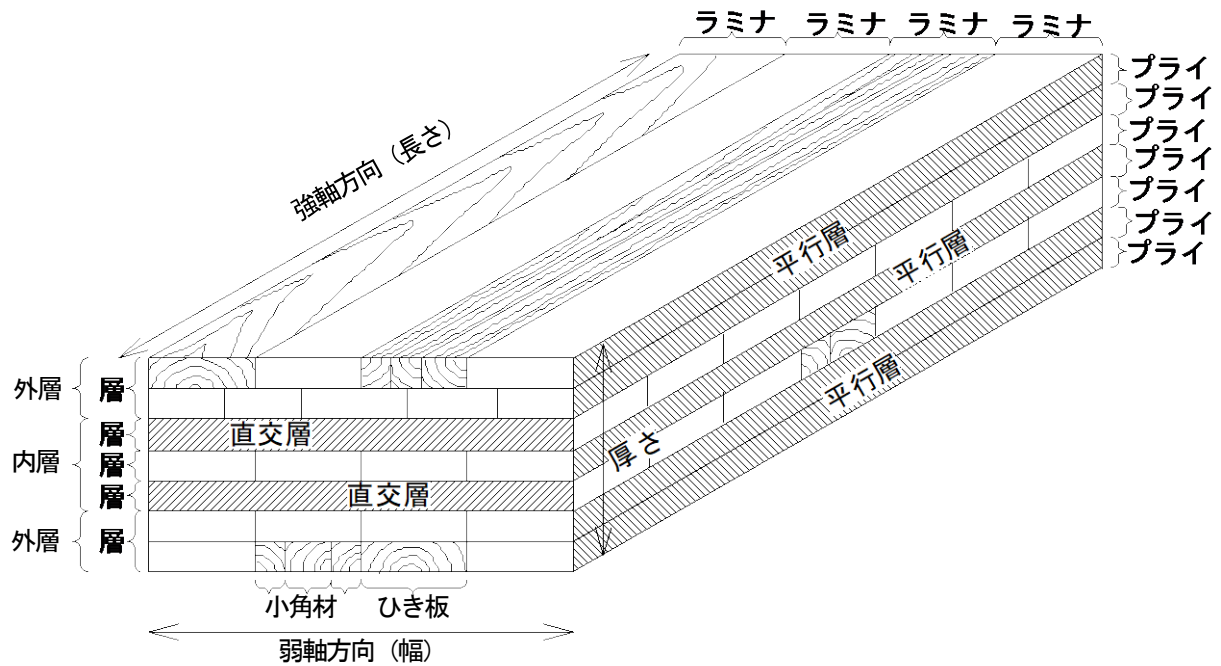 ラミナ ラミナ ラミナ ラミナ
プライ
プライ
プライ
プライ
プライ
プライ
プライ
強軸方向（長さ）
平行層
平行層
平行層
厚さ
外層
層
直交層
内層
層
層
層
直交層
外層
層
小角材
ひき板
弱軸方向（幅）